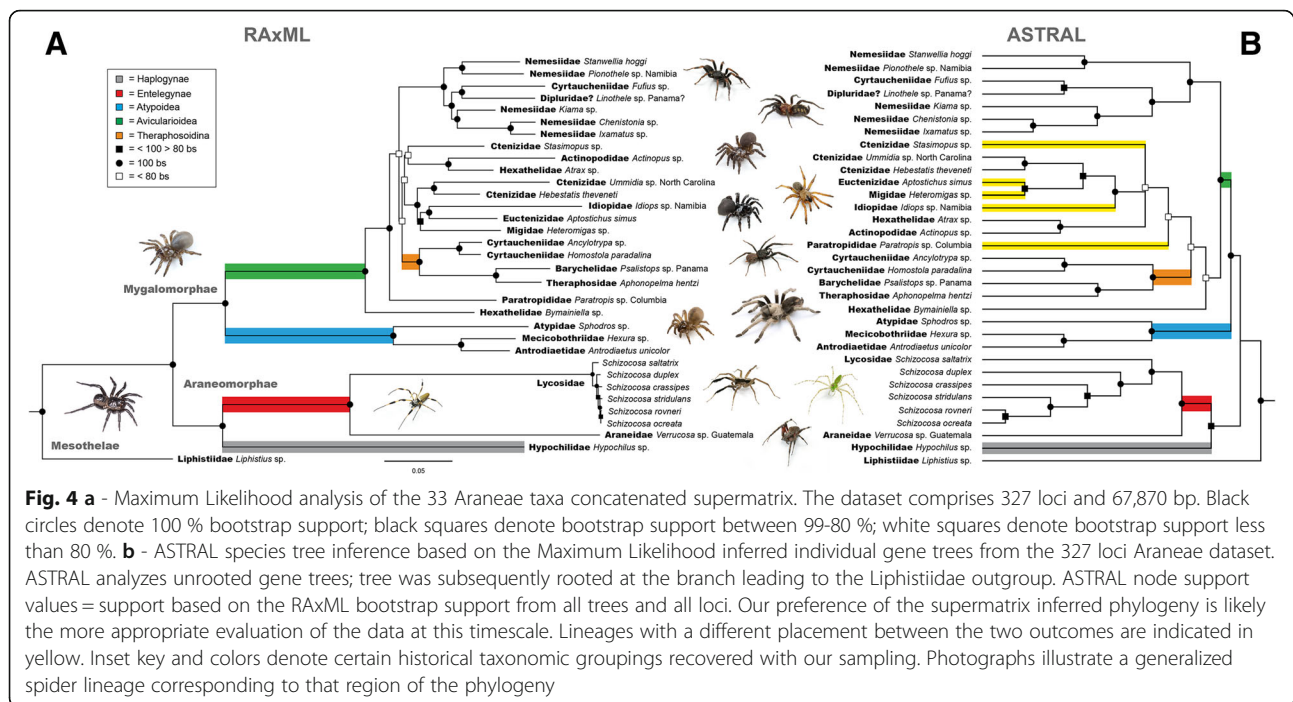 A
RAxML
ASTRAL
B
= Haplogynae
= Entelegynae
= Atypoidea
= Avicularioidea
= Theraphosoidina
= < 100 > 80 bs
= 100 bs
= < 80 bs
Nemesiidae Stanwellia hoggi
Nemesiidae Pionothele sp. Namibia
Cyrtaucheniidae Fufius sp.
Dipluridae? Linothele sp. Panama?
Nemesiidae Kiama sp.
Nemesiidae Chenistonia sp.
Nemesiidae Ixamatus sp.
Ctenizidae Stasimopus sp.
Actinopodidae Actinopus sp.
Hexathelidae Atrax sp.
Ctenizidae Ummidia sp. North Carolina
Ctenizidae Hebestatis theveneti
Idiopidae Idiops sp. Namibia
Euctenizidae Aptostichus simus
Migidae Heteromigas sp.
Cyrtaucheniidae Ancylotrypa sp.
Cyrtaucheniidae Homostola paradalina
Barychelidae Psalistops sp. Panama
Theraphosidae Aphonopelma hentzi
Paratropididae Paratropis sp. Columbia
Hexathelidae Bymainiella sp.
Atypidae Sphodros sp.
Mecicobothriidae Hexura sp.
Antrodiaetidae Antrodiaetus unicolor
Schizocosa saltatrix
Schizocosa duplex
Lycosidae Schizocosa crassipes
Schizocosa stridulans
Schizocosa rovneri
Schizocosa ocreata
Araneidae Verrucosa sp. Guatemala
Hypochilidae Hypochilus sp.
Liphistiidae Liphistius sp.
Mygalomorphae
Araneomorphae
Mesothelae
0.05
Nemesiidae Stanwellia hoggi
Nemesiidae Pionothele sp. Namibia
Cyrtaucheniidae Fufius sp.
Dipluridae? Linothele sp. Panama?
Nemesiidae Kiama sp.
Nemesiidae Chenistonia sp.
Nemesiidae Ixamatus sp.
Ctenizidae Stasimopus sp.
Ctenizidae Ummidia sp. North Carolina
Ctenizidae Hebestatis theveneti
Euctenizidae Aptostichus simus
Migidae Heteromigas sp.
Idiopidae Idiops sp. Namibia
Hexathelidae Atrax sp.
Actinopodidae Actinopus sp.
Paratropididae Paratropis sp. Columbia
Cyrtaucheniidae Ancylotrypa sp.
Cyrtaucheniidae Homostola paradalina
Barychelidae Psalistops sp. Panama
Theraphosidae Aphonopelma hentzi
Hexathelidae Bymainiella sp.
Atypidae Sphodros sp.
Mecicobothriidae Hexura sp.
Antrodiaetidae Antrodiaetus unicolor
Lycosidae Schizocosa saltatrix
Schizocosa duplex
Schizocosa crassipes
Schizocosa stridulans
Schizocosa rovneri
Schizocosa ocreata
Araneidae Verrucosa sp. Guatemala
Hypochilidae Hypochilus sp.
Liphistiidae Liphistius sp.
Fig. 4 a - Maximum Likelihood analysis of the 33 Araneae taxa concatenated supermatrix. The dataset comprises 327 loci and 67,870 bp. Black
circles denote 100 % bootstrap support; black squares denote bootstrap support between 99-80 %; white squares denote bootstrap support less
than 80 %. b - ASTRAL species tree inference based on the Maximum Likelihood inferred individual gene trees from the 327 loci Araneae dataset.
ASTRAL analyzes unrooted gene trees; tree was subsequently rooted at the branch leading to the Liphistiidae outgroup. ASTRAL node support
values = support based on the RAxML bootstrap support from all trees and all loci. Our preference of the supermatrix inferred phylogeny is likely
the more appropriate evaluation of the data at this timescale. Lineages with a different placement between the two outcomes are indicated in
yellow. Inset key and colors denote certain historical taxonomic groupings recovered with our sampling. Photographs illustrate a generalized
spider lineage corresponding to that region of the phylogeny